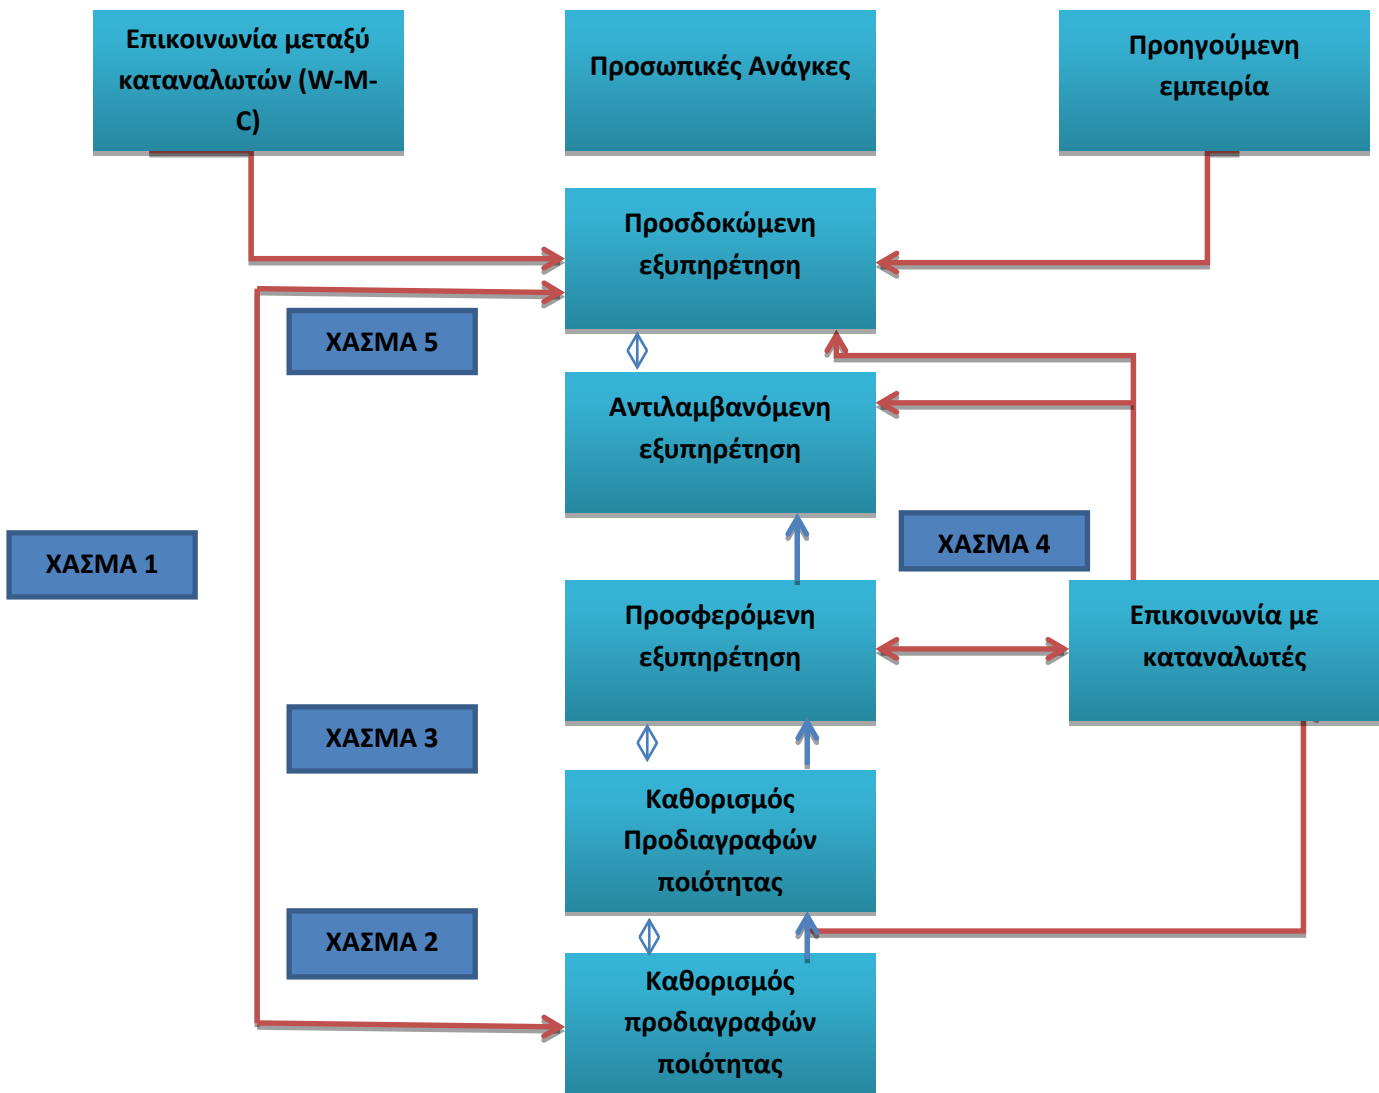 Επικοινωνία μεταξύ
καταναλωτών (W-M-
C)
Προσωπικές Ανάγκες
Προηγούμενη
εμπειρία
Προσδοκώμενη
εξυπηρέτηση
ΧΑΣΜΑ 5
Αντιλαμβανόμενη
εξυπηρέτηση
ΧΑΣΜΑ 1
ΧΑΣΜΑ 4
Προσφερόμενη
εξυπηρέτηση
Επικοινωνία με
καταναλωτές
ΧΑΣΜΑ 3
Καθορισμός
Προδιαγραφών
ποιότητας
ΧΑΣΜΑ 2
Καθορισμός
προδιαγραφών
ποιότητας